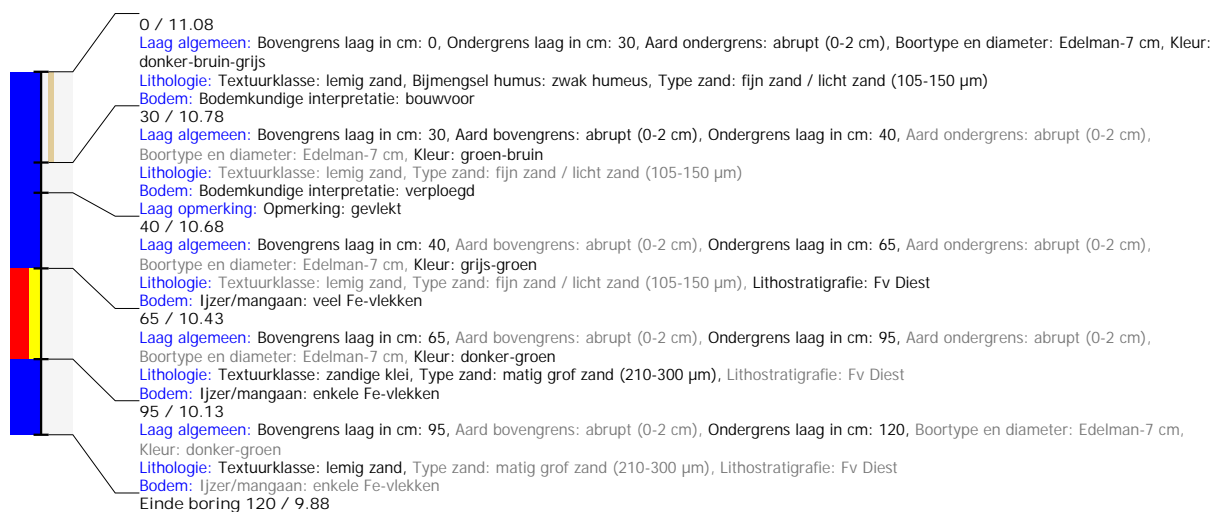 0 / 11.08
Laag algemeen: Bovengrens laag in cm: 0, Ondergrens laag in cm: 30, Aard ondergrens: abrupt (0-2 cm), Boortype en diameter: Edelman-7 cm, Kleur:
donker-bruin-grijs
Lithologie: Textuurklasse: lemig zand, Bijmengsel humus: zwak humeus, Type zand: fijn zand / licht zand (105-150 µm)
Bodem: Bodemkundige interpretatie: bouwvoor
30 / 10.78
Laag algemeen: Bovengrens laag in cm: 30, Aard bovengrens: abrupt (0-2 cm), Ondergrens laag in cm: 40, Aard ondergrens: abrupt (0-2 cm),
Boortype en diameter: Edelman-7 cm, Kleur: groen-bruin
Lithologie: Textuurklasse: lemig zand, Type zand: fijn zand / licht zand (105-150 µm)
Bodem: Bodemkundige interpretatie: verploegd
Laag opmerking: Opmerking: gevlekt
40 / 10.68
Laag algemeen: Bovengrens laag in cm: 40, Aard bovengrens: abrupt (0-2 cm), Ondergrens laag in cm: 65, Aard ondergrens: abrupt (0-2 cm),
Boortype en diameter: Edelman-7 cm, Kleur: grijs-groen
Lithologie: Textuurklasse: lemig zand, Type zand: fijn zand / licht zand (105-150 µm), Lithostratigrafie: Fv Diest
Bodem: Ijzer/mangaan: veel Fe-vlekken
65 / 10.43
Laag algemeen: Bovengrens laag in cm: 65, Aard bovengrens: abrupt (0-2 cm), Ondergrens laag in cm: 95, Aard ondergrens: abrupt (0-2 cm),
Boortype en diameter: Edelman-7 cm, Kleur: donker-groen
Lithologie: Textuurklasse: zandige klei, Type zand: matig grof zand (210-300 µm), Lithostratigrafie: Fv Diest
Bodem: Ijzer/mangaan: enkele Fe-vlekken
95 / 10.13
Laag algemeen: Bovengrens laag in cm: 95, Aard bovengrens: abrupt (0-2 cm), Ondergrens laag in cm: 120, Boortype en diameter: Edelman-7 cm,
Kleur: donker-groen
Lithologie: Textuurklasse: lemig zand, Type zand: matig grof zand (210-300 µm), Lithostratigrafie: Fv Diest
Bodem: Ijzer/mangaan: enkele Fe-vlekken
Einde boring 120 / 9.88